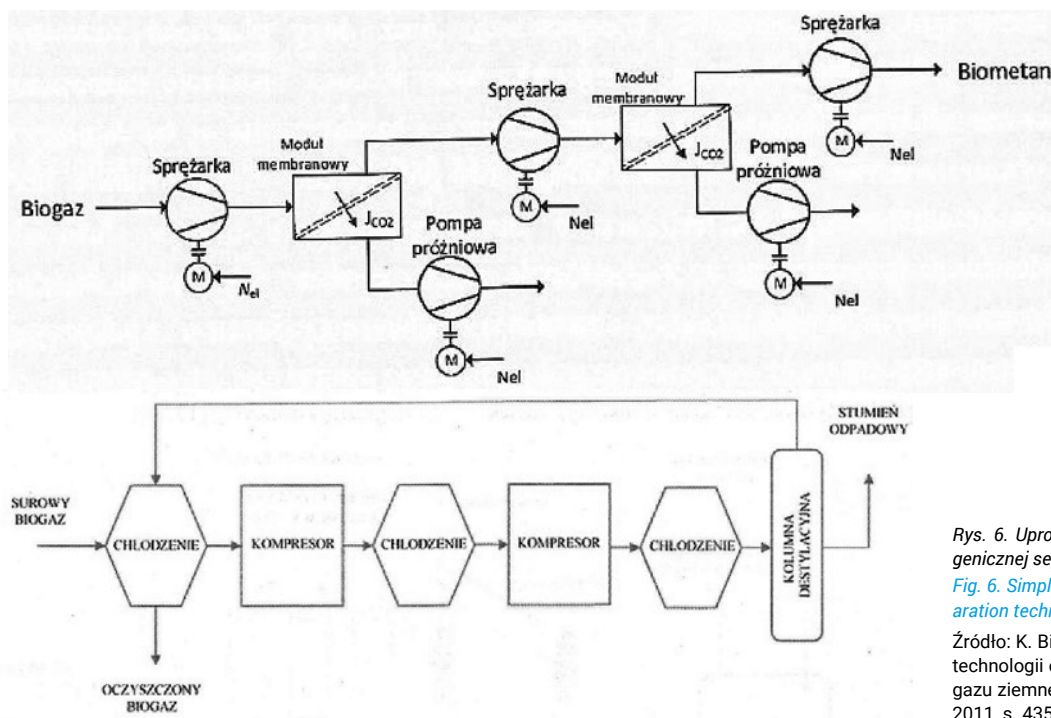 Sprężarka
Biometan
Moduł
membranowy
JCO2
M
Nel
Sprężarka
M
Nel
Pompa
próżniowa
M
Nel
Sprężarka
Biogaz
M
Nel
Moduł
membranowy
JCO2
Pompa
próżniowa
M
Nel
STUMIEŃ
ODPADOWY
SUROWY
BIOGAZ
CHŁODZENIE
KOMPRESOR
CHŁODZENIE
KOMPRESOR
CHŁODZENIE
KOLUMNA
DESTYLACYJNA
OCZYSZCZONY
BIOGAZ
Rys. 6. Upro
genicznej se
Fig. 6. Simpl
aration techn
Źródło: K. Bi
technologii
gazu ziemne
2011, s. 435